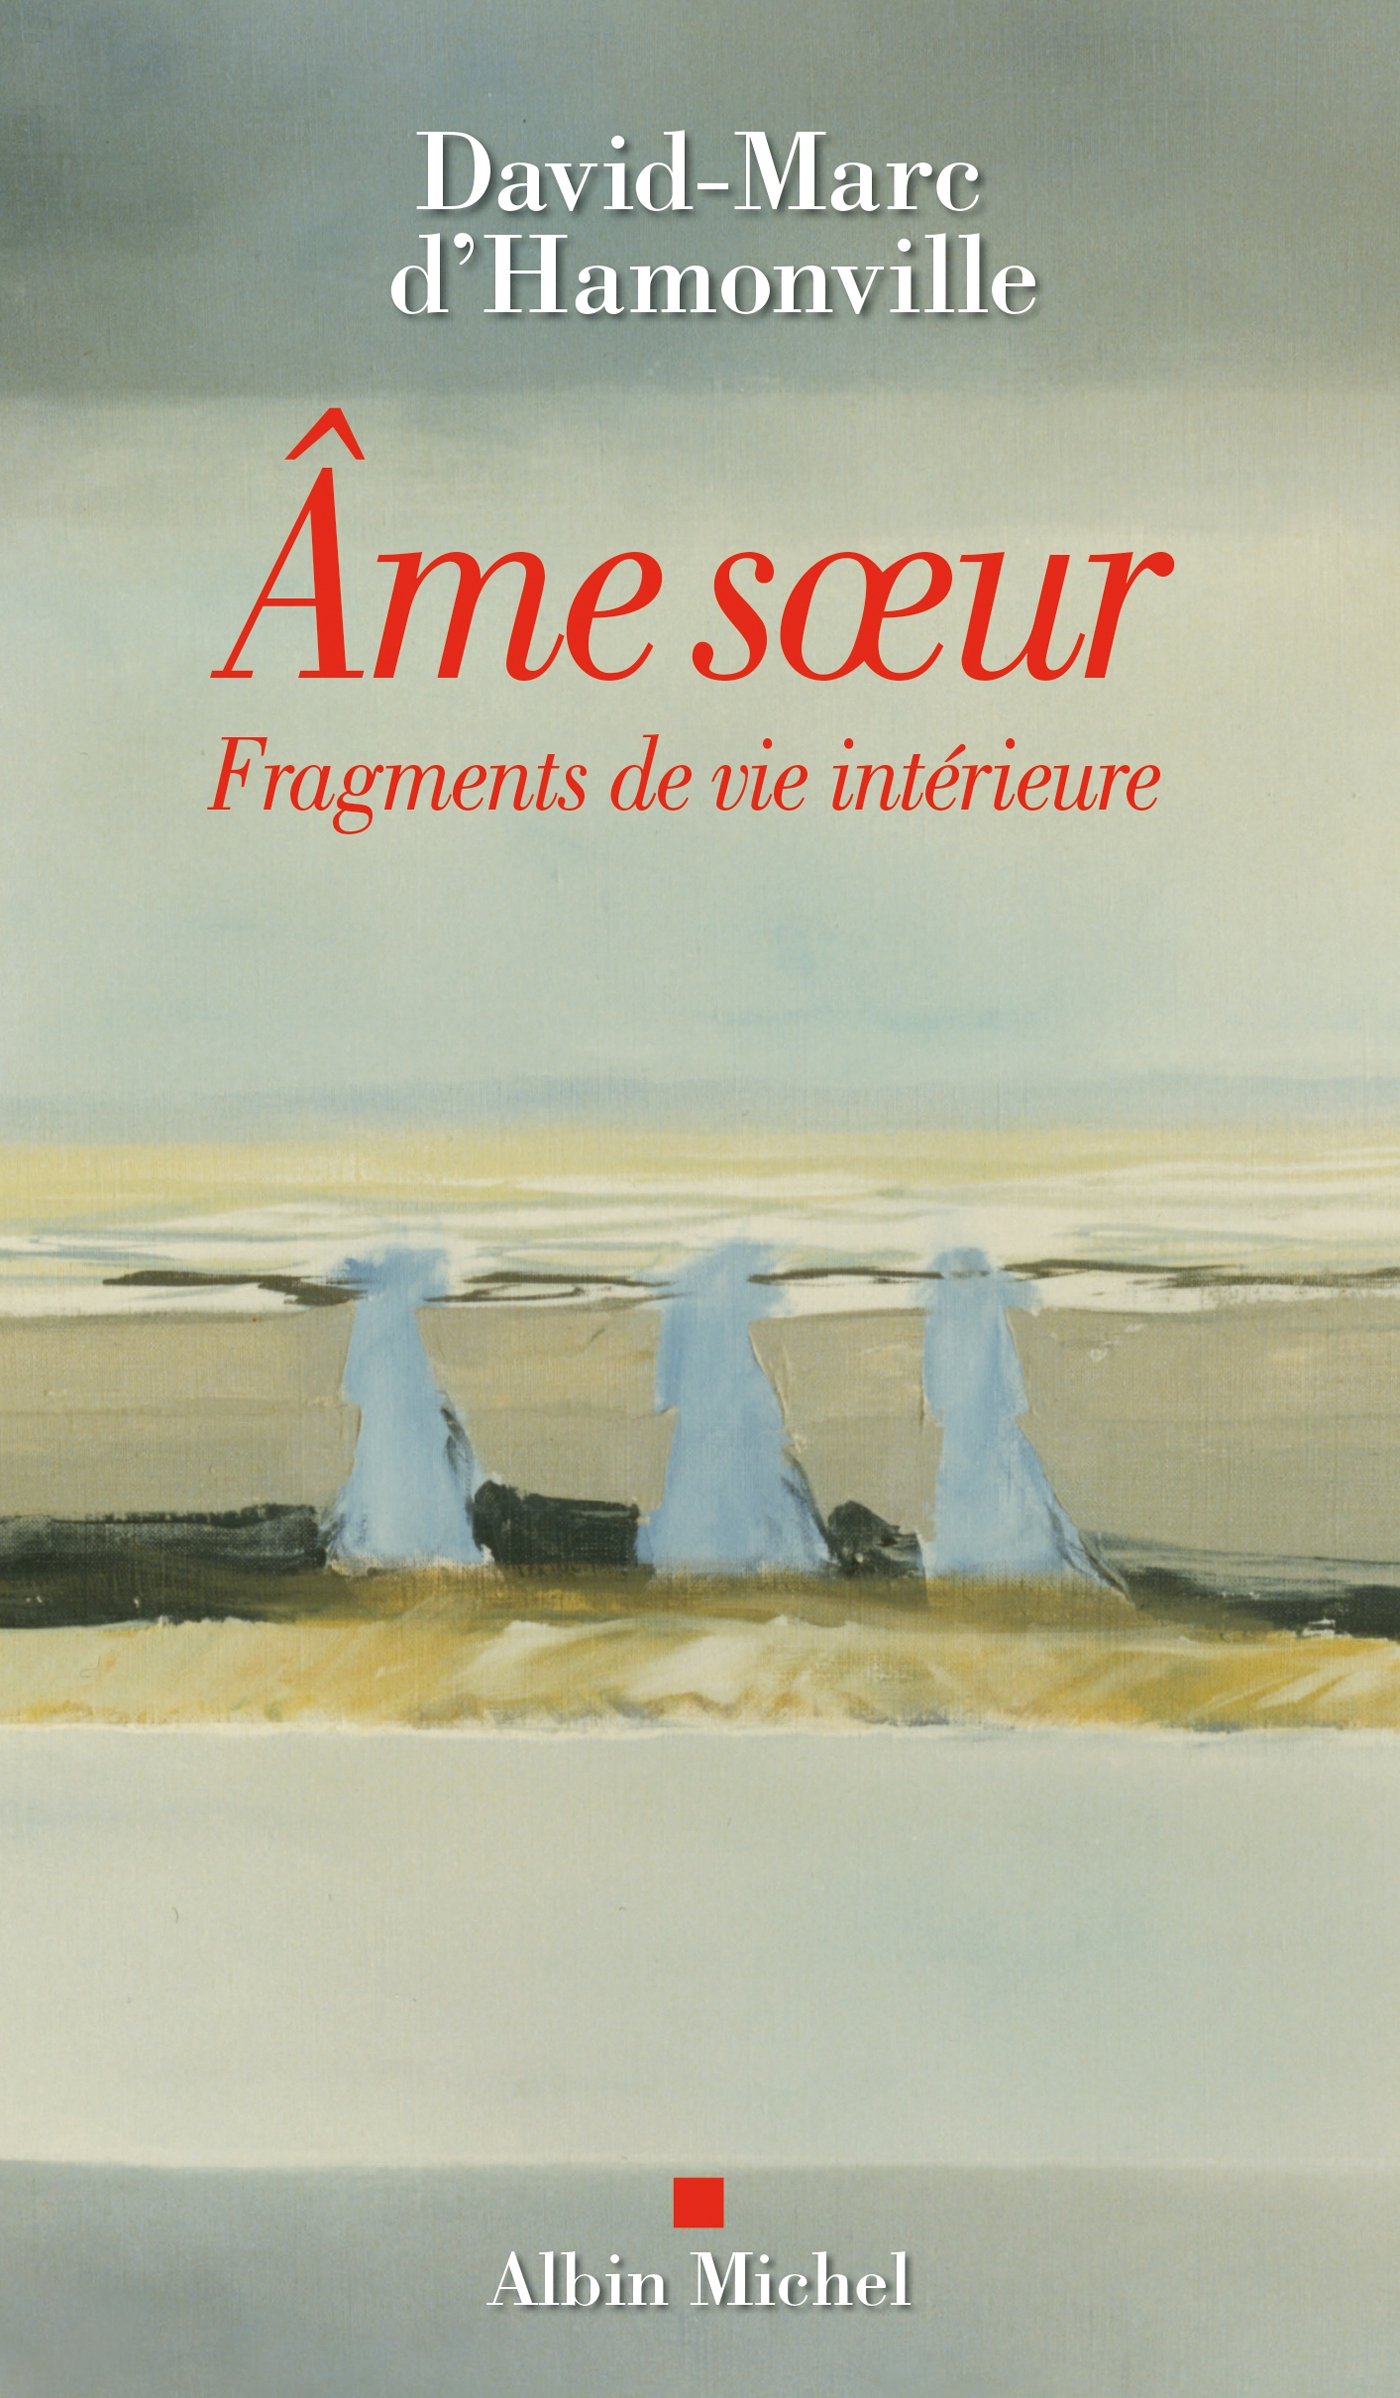 David-Marc
d’Hamonville
Âme sœur
Fragments de vie intérieure
Albin Michel